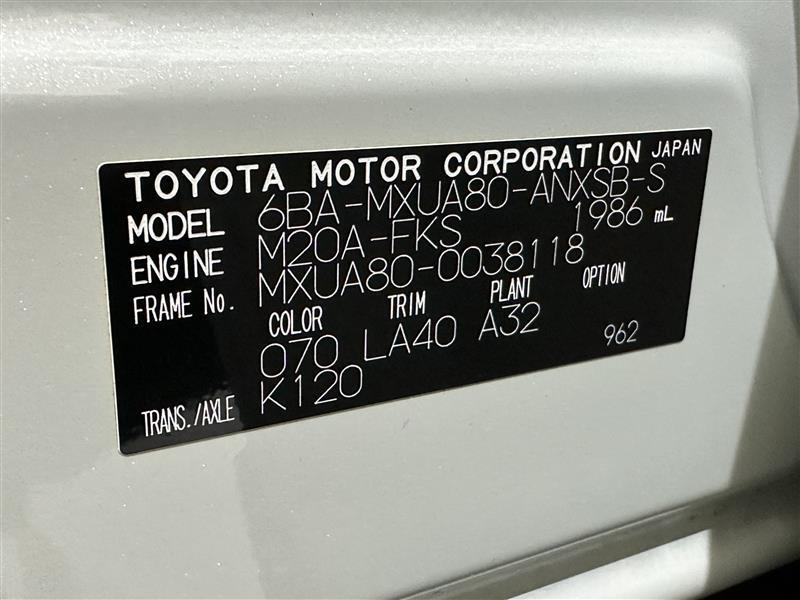 TOYOTA MOTOR CORPORATION JAPAN
MODEL 6BA-MXUA80-ANXSB-S
ENGINE M20A-FKS 1986 mL
FRAME No. MXUA80-0038118
COLOR TRIM PLANT OPTION
070 LA40 A32 962
TRANS./AXLE K120